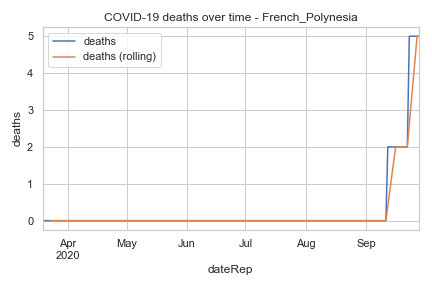 COVID-19 deaths over time - French_Polynesia
deaths
deaths (rolling)
5
4
3
2
1
0
deaths
Apr
2020
May
Jun
Jul
Aug
Sep
dateRep